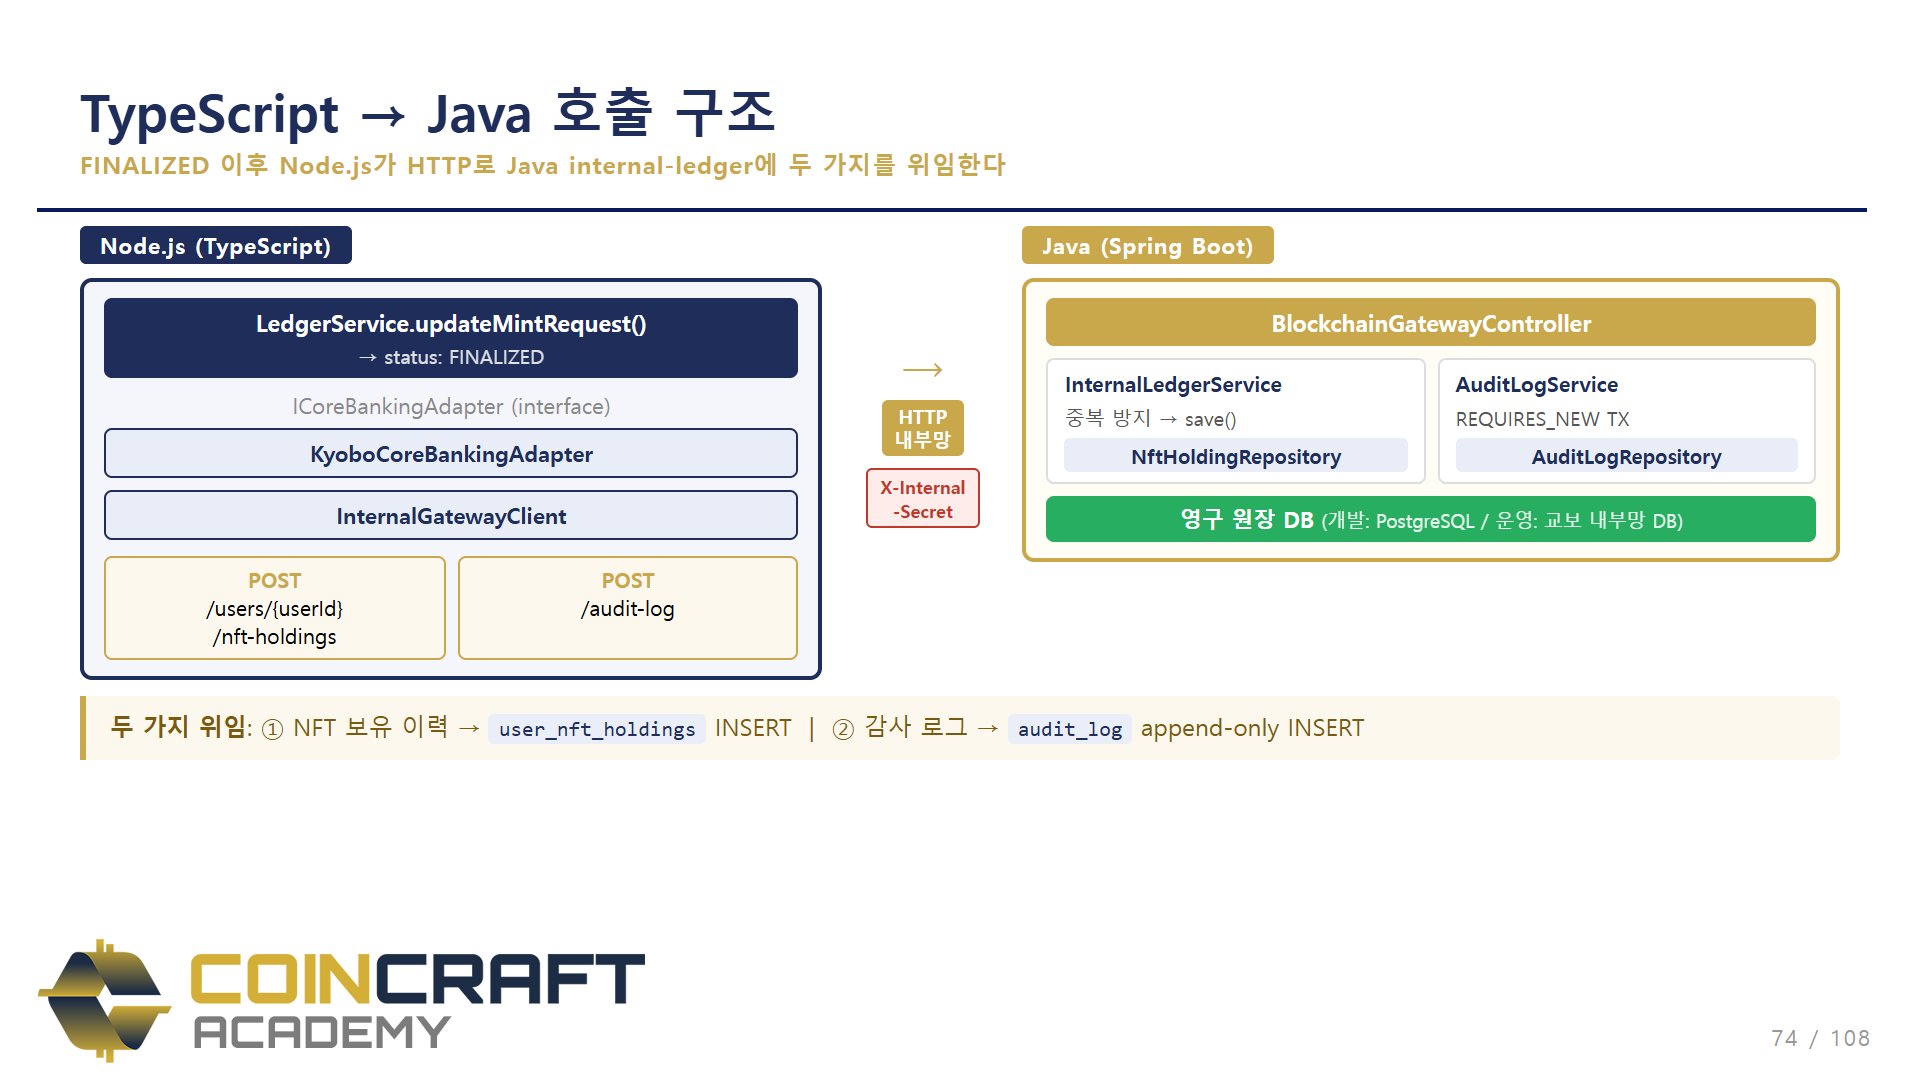 TypeScript → Java 호출 구조
FINALIZED 이후 Node.js가 HTTP로 Java internal-ledger에 두 가지를 위임한다
Node.js (TypeScript)
LedgerService.updateMintRequest()
→ status: FINALIZED
ICoreBankingAdapter (interface)
KyoboCoreBankingAdapter
InternalGatewayClient
POST
/users/{userId}
/nft-holdings
POST
/audit-log
→
HTTP
내부망
X-Internal
-Secret
Java (Spring Boot)
BlockchainGatewayController
InternalLedgerService
중복 방지 → save()
NftHoldingRepository
AuditLogService
REQUIRES_NEW TX
AuditLogRepository
영구 원장 DB (개발: PostgreSQL / 운영: 교보 내부망 DB)
두 가지 위임: ① NFT 보유 이력 → user_nft_holdings INSERT | ② 감사 로그 → audit_log append-only INSERT
COINCRAFT
ACADEMY
74 / 108